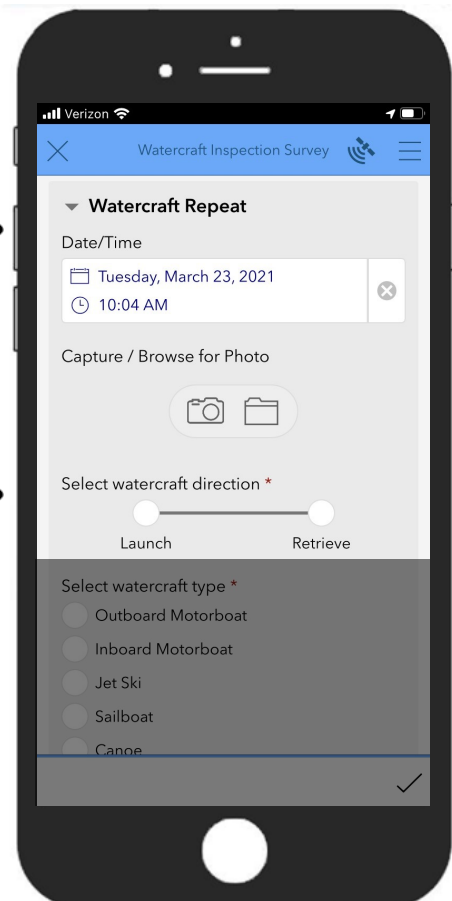 Verizon
Watercraft Inspection Survey
Watercraft Repeat
Date/Time
Tuesday, March 23, 2021
10:04 AM
Capture / Browse for Photo
Select watercraft direction *
Launch Retrieve
Select watercraft type *
Outboard Motorboat
Inboard Motorboat
Jet Ski
Sailboat
Canoe